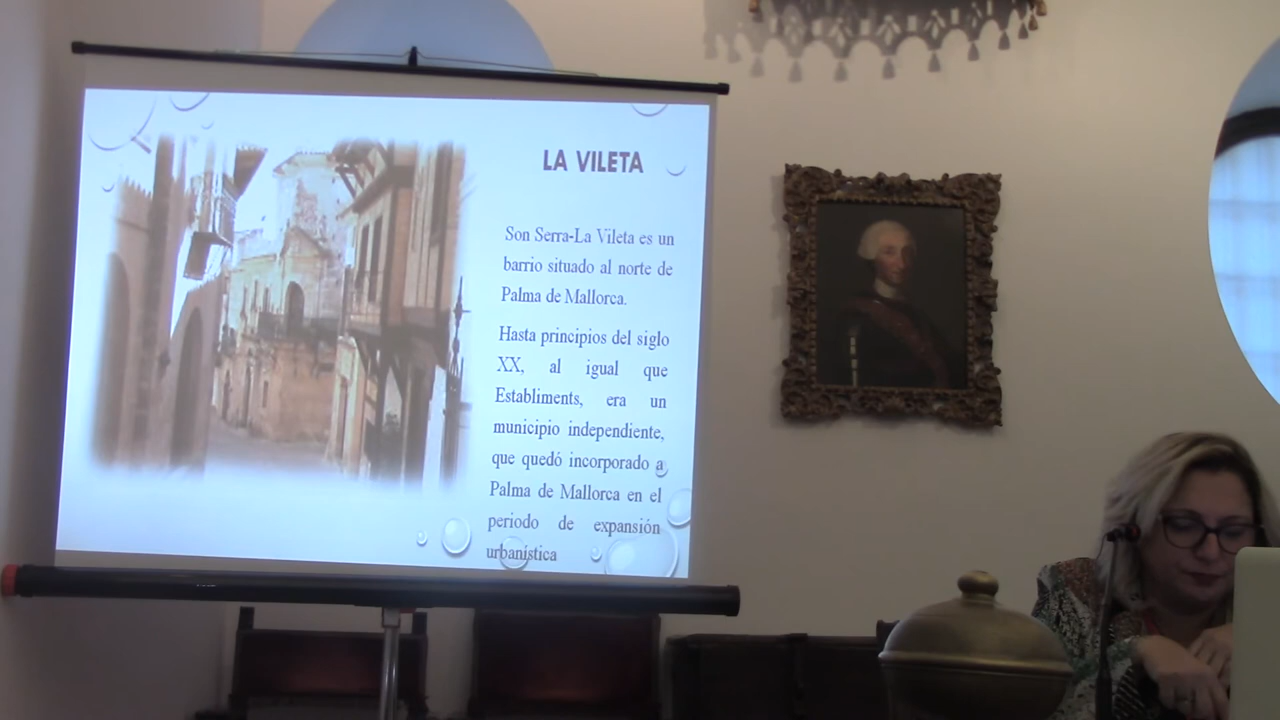 LA VILETA
Son Serra-La Vileta es un
barrio situado al norte de
Palma de Mallorca.
Hasta principios del siglo
XX, al igual que
Establiments, era un
municipio independiente,
que quedó incorporado a
Palma de Mallorca en el
periodo de expansión
urbanística